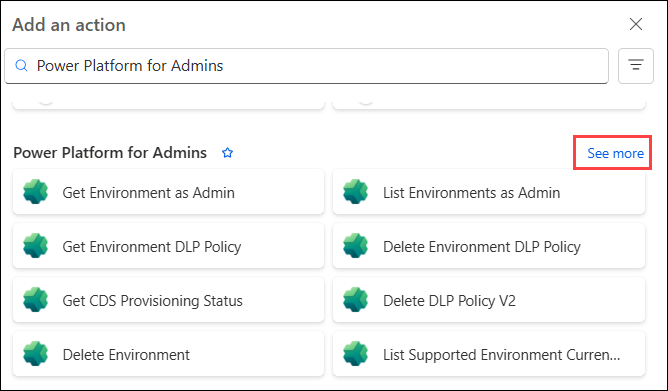 Add an action
Power Platform for Admins
Power Platform for Admins
See more
Get Environment as Admin
List Environments as Admin
Get Environment DLP Policy
Delete Environment DLP Policy
Get CDS Provisioning Status
Delete DLP Policy V2
Delete Environment
List Supported Environment Curren...